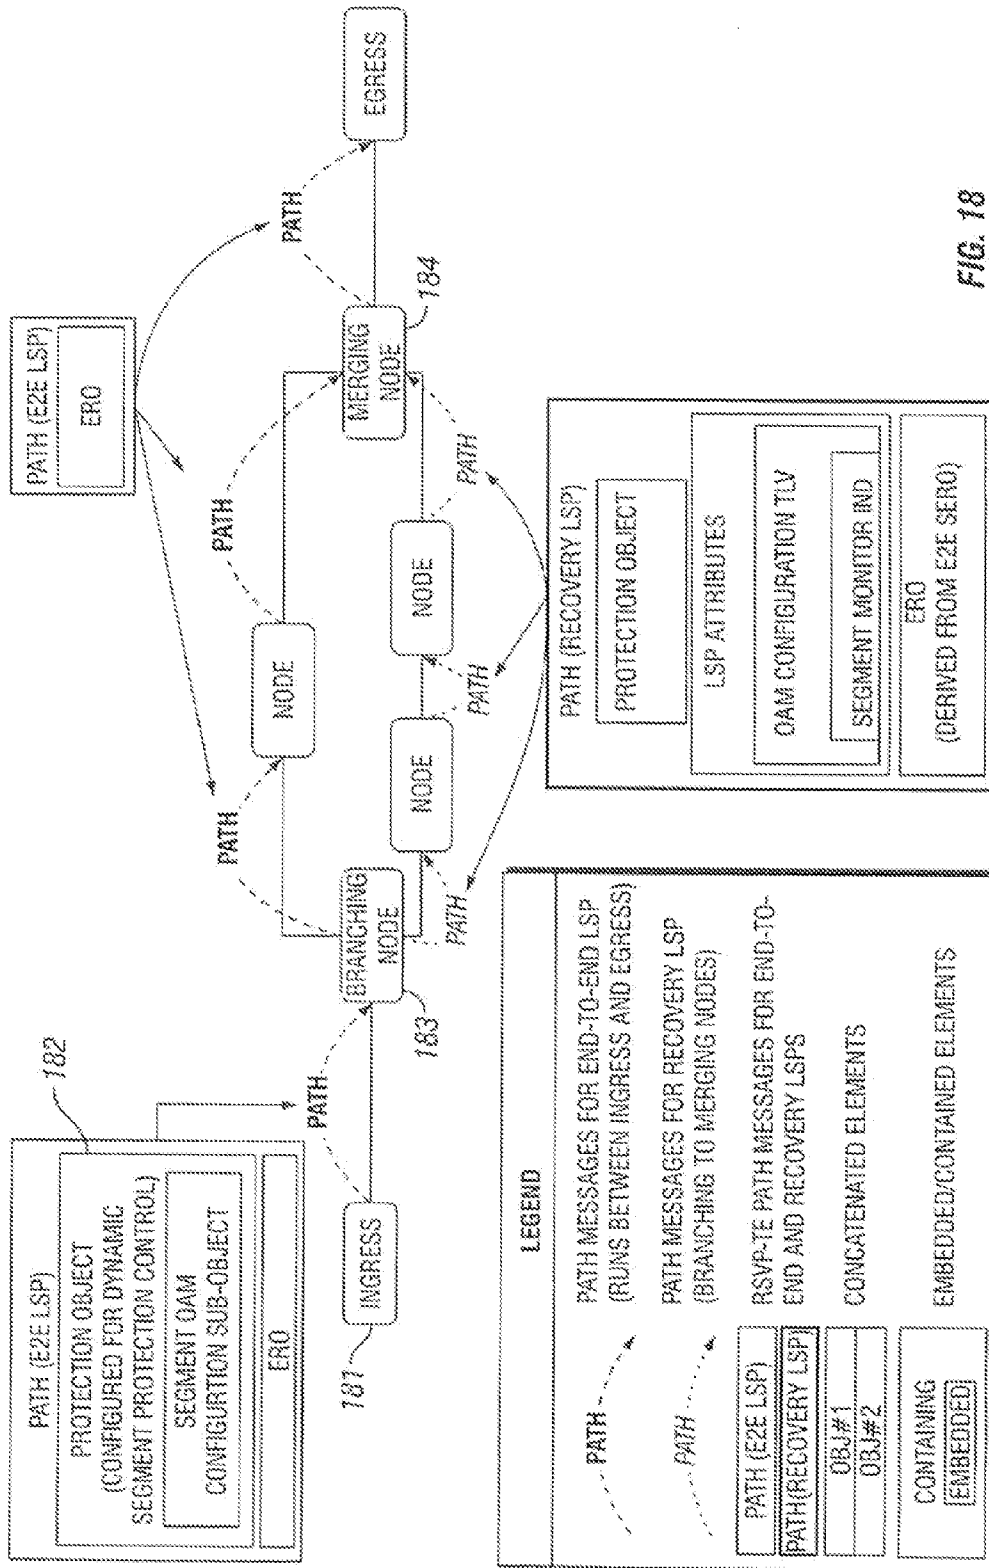 PATH (E2E LSP)
PROTECTION OBJECT
(CONFIGURED FOR DYNAMIC
SEGMENT PROTECTION CONTROL)
SEGMENT OAM
CONFIGURTION SUB-OBJECT
ERO
182
PATH (E2E LSP)
ERO
INGRESS
181
PATH
BRANCHING
NODE
183
PATH
NODE
PATH
MERGING
NODE
184
PATH
EGRESS
PATH
NODE
PATH
NODE
PATH
PATH (RECOVERY LSP)
PROTECTION OBJECT
LSP ATTRIBUTES
OAM CONFIGURATION TLV
SEGMENT MONITOR IND
ERO
(DERIVED FROM E2E SERO)
LEGEND
PATH
PATH MESSAGES FOR END-TO-END LSP
(RUNS BETWEEN INGRESS AND EGRESS)
PATH
PATH MESSAGES FOR RECOVERY LSP
(BRANCHING TO MERGING NODES)
PATH (E2E LSP)
PATH(RECOVERY LSP)
RSVP-TE PATH MESSAGES FOR END-TO-
END AND RECOVERY LSPS
OBJ#1
OBJ#2
CONCATENATED ELEMENTS
CONTAINING
EMBEDDED
EMBEDDED/CONTAINED ELEMENTS
FIG. 18